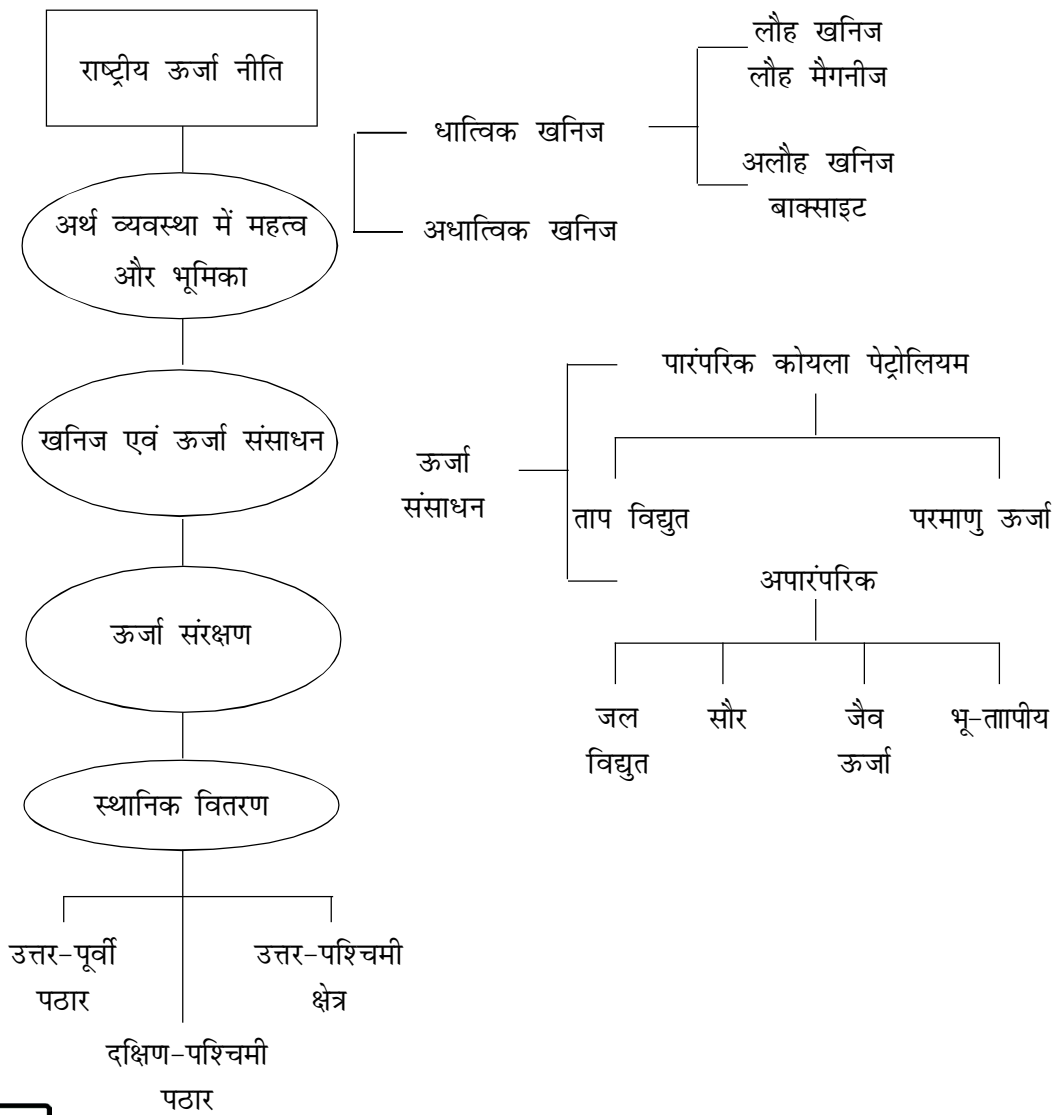 राष्ट्रीय ऊर्जा नीति
अर्थ व्यवस्था में महत्व
और भूमिका
खनिज एवं ऊर्जा संसाधन
ऊर्जा संरक्षण
स्थानिक वितरण
उत्तर-पूर्वी
पठार
दक्षिण-पश्चिमी
पठार
उत्तर-पश्चिमी
क्षेत्र
धात्विक खनिज
लौह खनिज
लौह मैगनीज
अलौह खनिज
बाक्साइट
अधात्विक खनिज
ऊर्जा
संसाधन
पारंपरिक कोयला पेट्रोलियम
ताप विद्युत
परमाणु ऊर्जा
अपारंपरिक
जल
विद्युत
सौर
जैव
ऊर्जा
भू-ताापीय